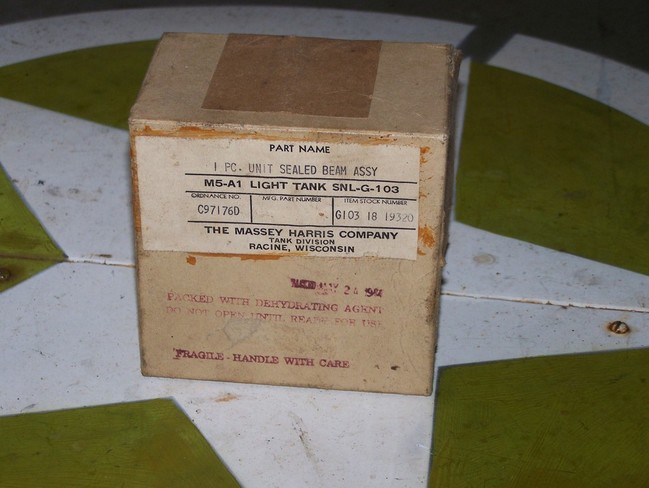 PART NAME
1 PC. UNIT SEALED BEAM ASSY
M5-A1 LIGHT TANK SNL-G-103
ORDNANCE NO. MFG. PART NUMBER ITEM STOCK NUMBER
C97176D G103 18 19320
THE MASSEY HARRIS COMPANY
TANK DIVISION
RACINE, WISCONSIN
MAY 24
PACKED WITH DEHYDRATING AGENT
DO NOT OPEN UNTIL READY FOR USE
FRAGILE - HANDLE WITH CARE